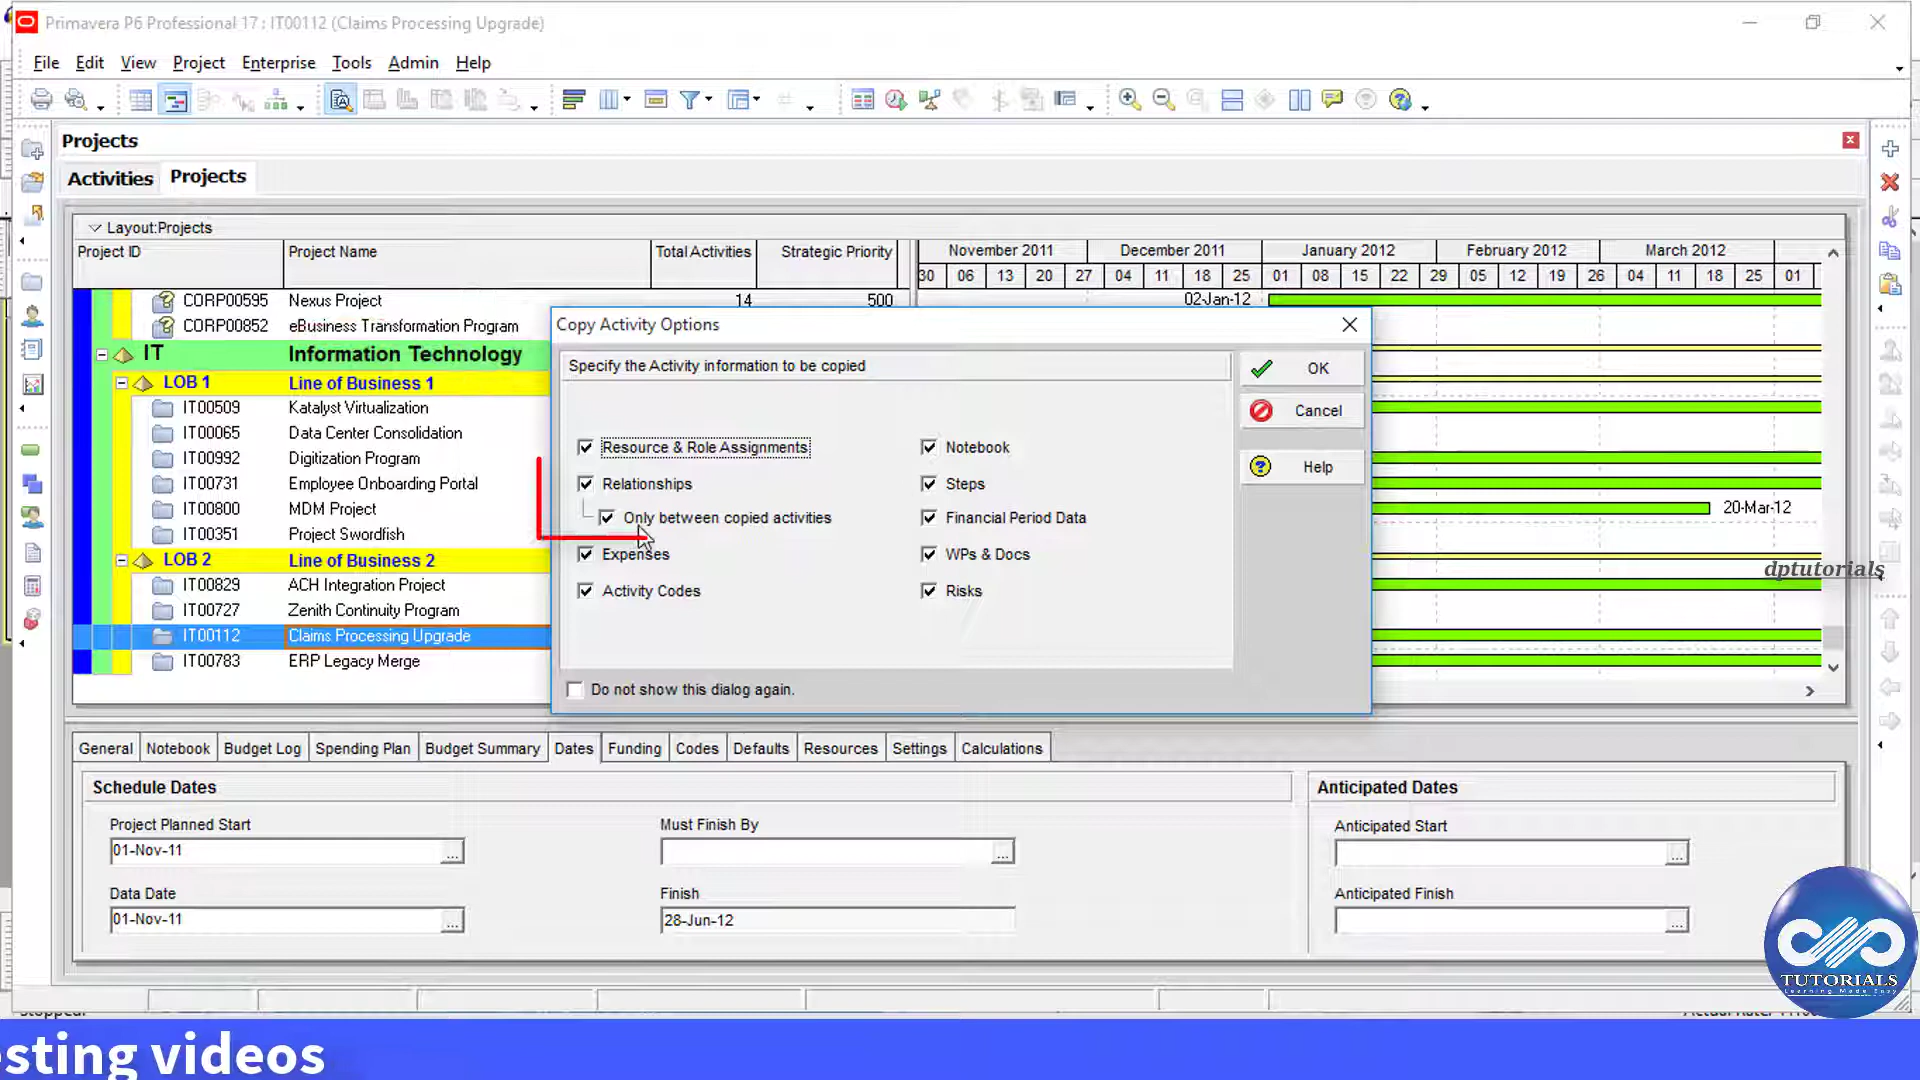 Primavera P6 Professional 17 : IT00112 (Claims Processing Upgrade)
File Edit View Project Enterprise Tools Admin Help
Projects
Activities Projects
Layout:Projects
Project ID Project Name Total Activities Strategic Priority
November 2011 December 2011 January 2012 February 2012 March 2012
30 06 13 20 27 04 11 18 25 01 08 15 22 29 05 12 19 26 04 11 18 25 01
CORP00595 Nexus Project 14 500 02-Jan-12
CORP00852 eBusiness Transformation Program
IT Information Technology
LOB 1 Line of Business 1
IT00509 Katalyst Virtualization
IT00065 Data Center Consolidation
IT00992 Digitization Program
IT00731 Employee Onboarding Portal
IT00800 MDM Project 20-Mar-12
IT00351 Project Swordfish
LOB 2 Line of Business 2
IT00829 ACH Integration Project
IT00727 Zenith Continuity Program
IT00112 Claims Processing Upgrade
IT00783 ERP Legacy Merge
Copy Activity Options
Specify the Activity information to be copied
OK
Cancel
Help
Resource & Role Assignments Notebook
Relationships Steps
Only between copied activities Financial Period Data
Expenses WPs & Docs
Activity Codes Risks
Do not show this dialog again.
dptutorials
General Notebook Budget Log Spending Plan Budget Summary Dates Funding Codes Defaults Resources Settings Calculations
Schedule Dates Anticipated Dates
Project Planned Start Must Finish By Anticipated Start
01-Nov-11 ... ... ...
Data Date Finish Anticipated Finish
01-Nov-11 ... 28-Jun-12 ...
TUTORIALS
Learning Made Easy
esting videos